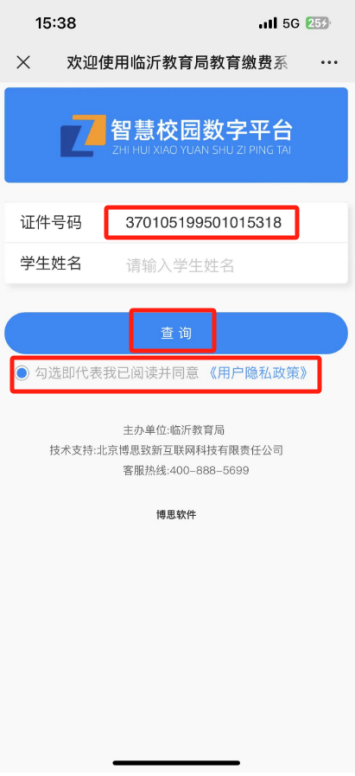 15:38
5G 25
欢迎使用临沂教育局教育缴费系
智慧校园数字平台
ZHI HUI XIAO YUAN SHU ZI PING TAI
证件号码 370105199501015318
学生姓名 请输入学生姓名
查 询
勾选即代表我已阅读并同意 《用户隐私政策》
主办单位:临沂教育局
技术支持:北京博思致新互联网科技有限责任公司
客服热线:400-888-5699
博思软件